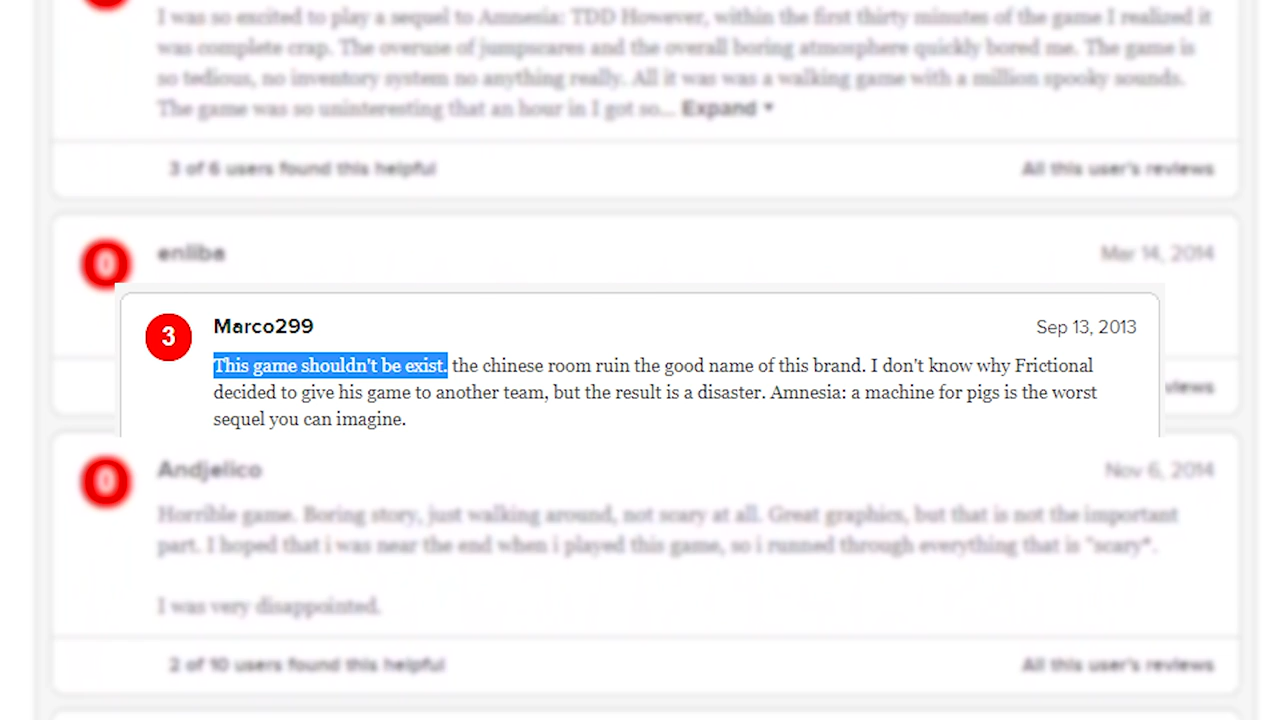 I was so excited to play a sequel to Amnesia: TDD However, within the first thirty minutes of the game I realized it
was complete crap. The overuse of jumpscares and the overall boring atmosphere quickly bored me. The game is
so tedious, no inventory system no anything really. All it was was a walking game with a million spooky sounds.
The game was so uninteresting that an hour in I got so... Expand
3 of 6 users found this helpful All this user's reviews
0 enliba Mar 14, 2014
3 Marco299 Sep 13, 2013
This game shouldn't be exist. the chinese room ruin the good name of this brand. I don't know why Frictional
decided to give his game to another team, but the result is a disaster. Amnesia: a machine for pigs is the worst
sequel you can imagine.
0 Andjelico Nov 6, 2014
Horrible game. Boring story, just walking around, not scary at all. Great graphics, but that is not the important
part. I hoped that i was near the end when i played this game, so i runned through everything that is "scary".
I was very disappointed.
2 of 10 users found this helpful All this user's reviews